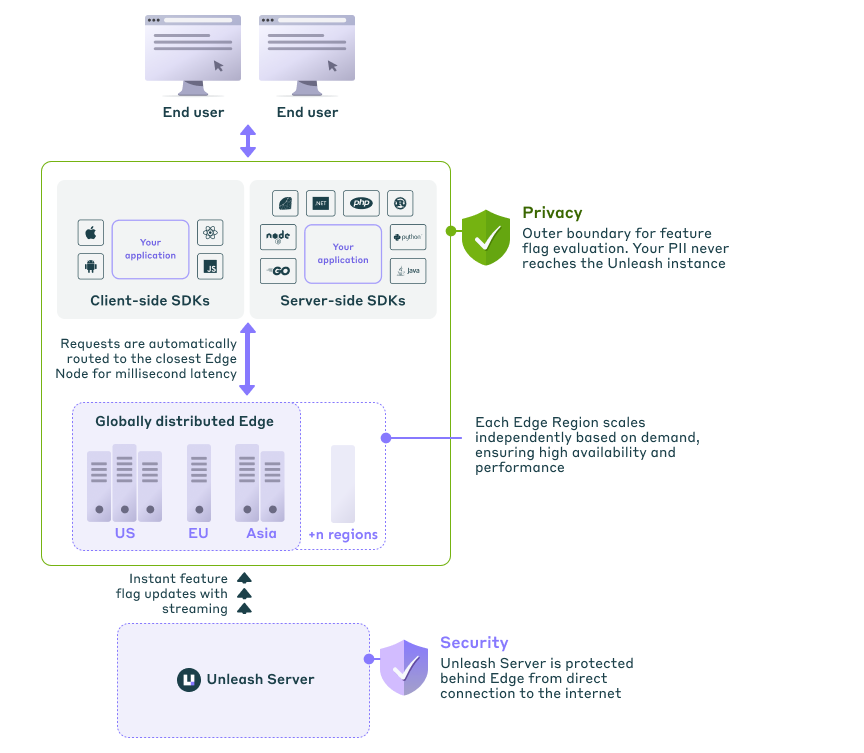 End user
End user
.NET
php
node
python
GO
Java
JS
Your
application
Your
application
Client-side SDKs
Server-side SDKs
Privacy
Outer boundary for feature
flag evaluation. Your PII never
reaches the Unleash instance
Requests are automatically
routed to the closest Edge
Node for millisecond latency
Globally distributed Edge
US
EU
Asia
+n regions
Each Edge Region scales
independently based on demand,
ensuring high availability and
performance
Instant feature
flag updates with
streaming
Unleash Server
Security
Unleash Server is protected
behind Edge from direct
connection to the internet